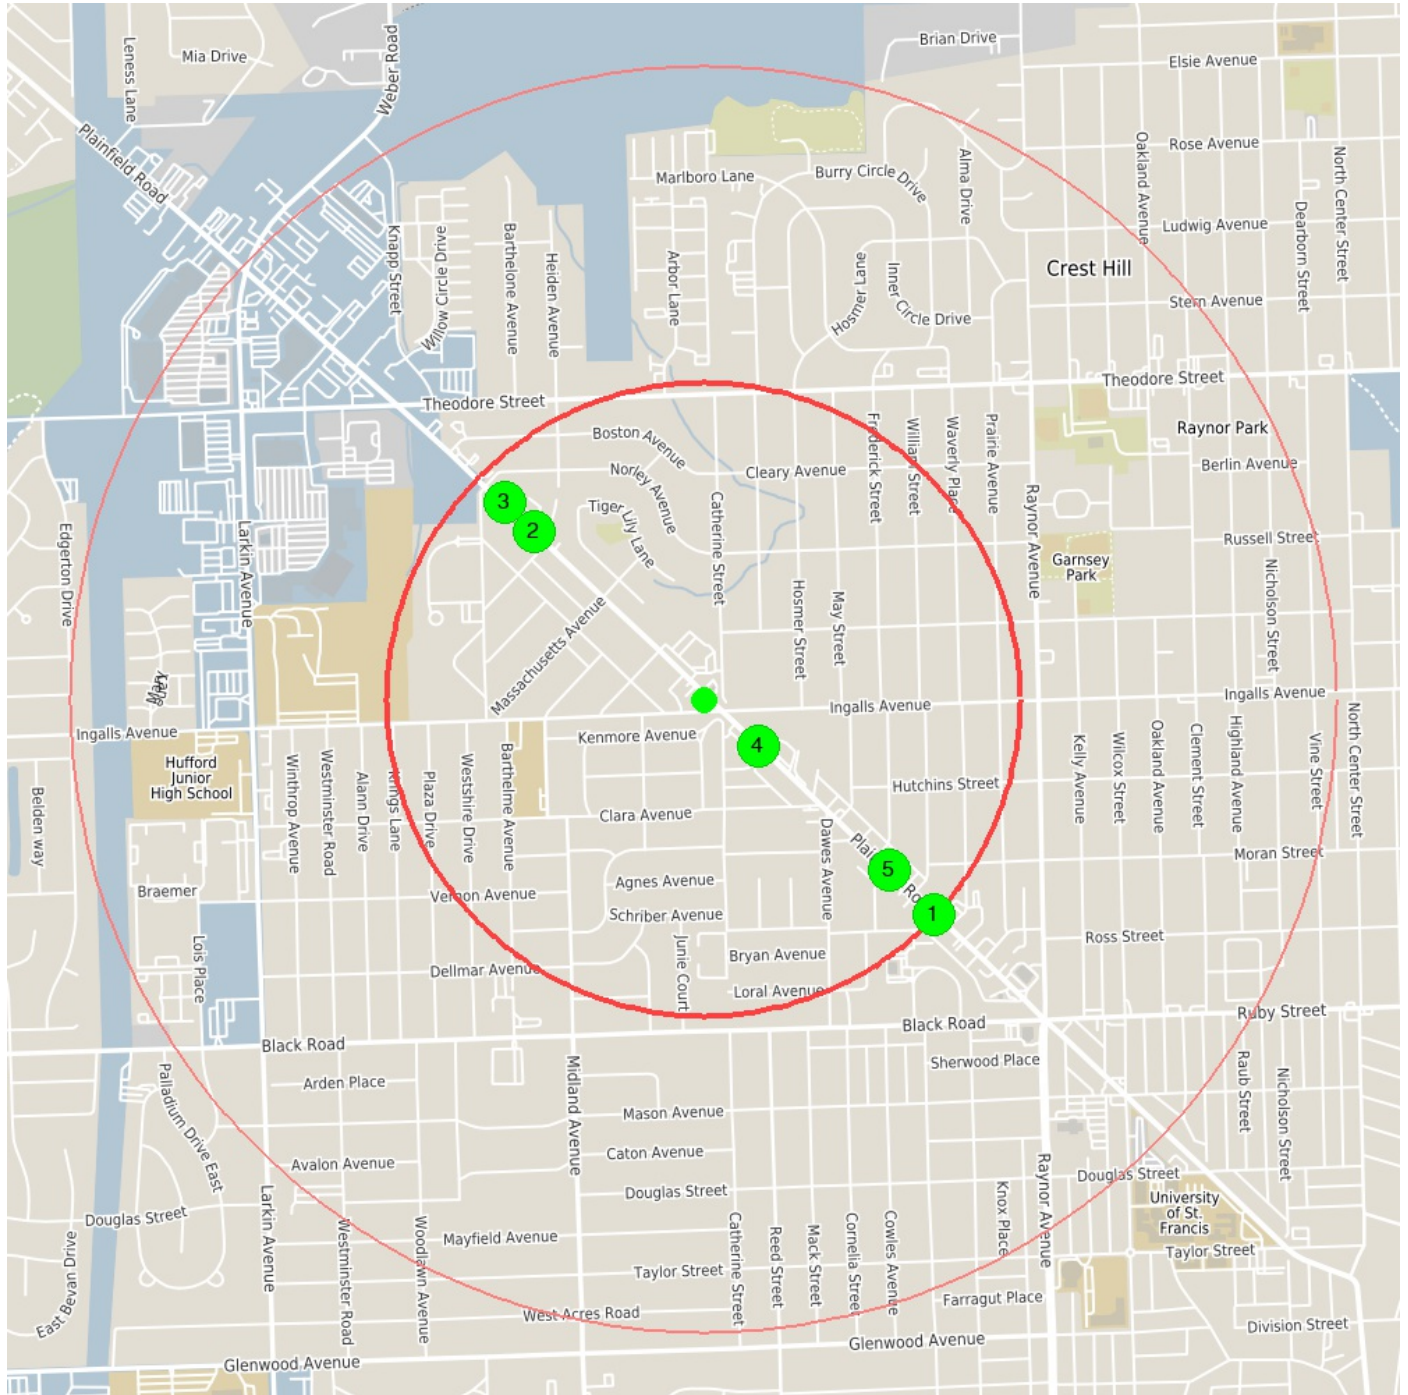 Leness Lane
Mia Drive
Weber Road
Brian Drive
Elsie Avenue
Plainfield Road
Rose Avenue
Oakland Avenue
North Center Street
Marlboro Lane
Burry Circle Drive
Alma Drive
Dearborn Street
Ludwig Avenue
Knapp Street
Willow Circle Drive
Barthelone Avenue
Heiden Avenue
Arbor Lane
Hosmer Lane
Inner Circle Drive
Crest Hill
Stern Avenue
Theodore Street
Theodore Street
Boston Avenue
Norley Avenue
Cleary Avenue
Frederick Street
William Street
Waverly Place
Prairie Avenue
Raynor Park
Berlin Avenue
3
2
Tiger Lily Lane
Catherine Street
Raynor Avenue
Edgerton Drive
Larkin Avenue
Russell Street
Garnsey
Park
Nicholson Street
Massachusetts Avenue
Hosmer Street
May Street
Lane
Ingalls Avenue
Ingalls Avenue
Ingalls Avenue
Kenmore Avenue
4
Hufford
Junior
High School
Winthrop Avenue
Westminster Road
Alann Drive
Krings Lane
Plaza Drive
Westshire Drive
Barthelme Avenue
Kelly Avenue
Wilcox Street
Oakland Avenue
Clement Street
Highland Avenue
Vine Street
North Center Street
Belden way
Hutchins Street
Clara Avenue
Dawes Avenue
Moran Street
5
Braemer
Vernon Avenue
Agnes Avenue
1
Schriber Avenue
Lois Place
Ross Street
Junie Court
Bryan Avenue
Dellmar Avenue
Loral Avenue
Ruby Street
Black Road
Black Road
Sherwood Place
Palladium Drive East
Arden Place
Midland Avenue
Raub Street
Nicholson Street
Mason Avenue
Avalon Avenue
Caton Avenue
Douglas Street
Raynor Avenue
Douglas Street
Knox Place
University
of St.
Francis
Douglas Street
Larkin Avenue
Westminster Road
Woodlawn Avenue
Mayfield Avenue
Catherine Street
Reed Street
Mack Street
Cornelia Street
Cowles Avenue
Taylor Street
Taylor Street
East Bevan Drive
West Acres Road
Farragut Place
Division Street
Glenwood Avenue
Glenwood Avenue